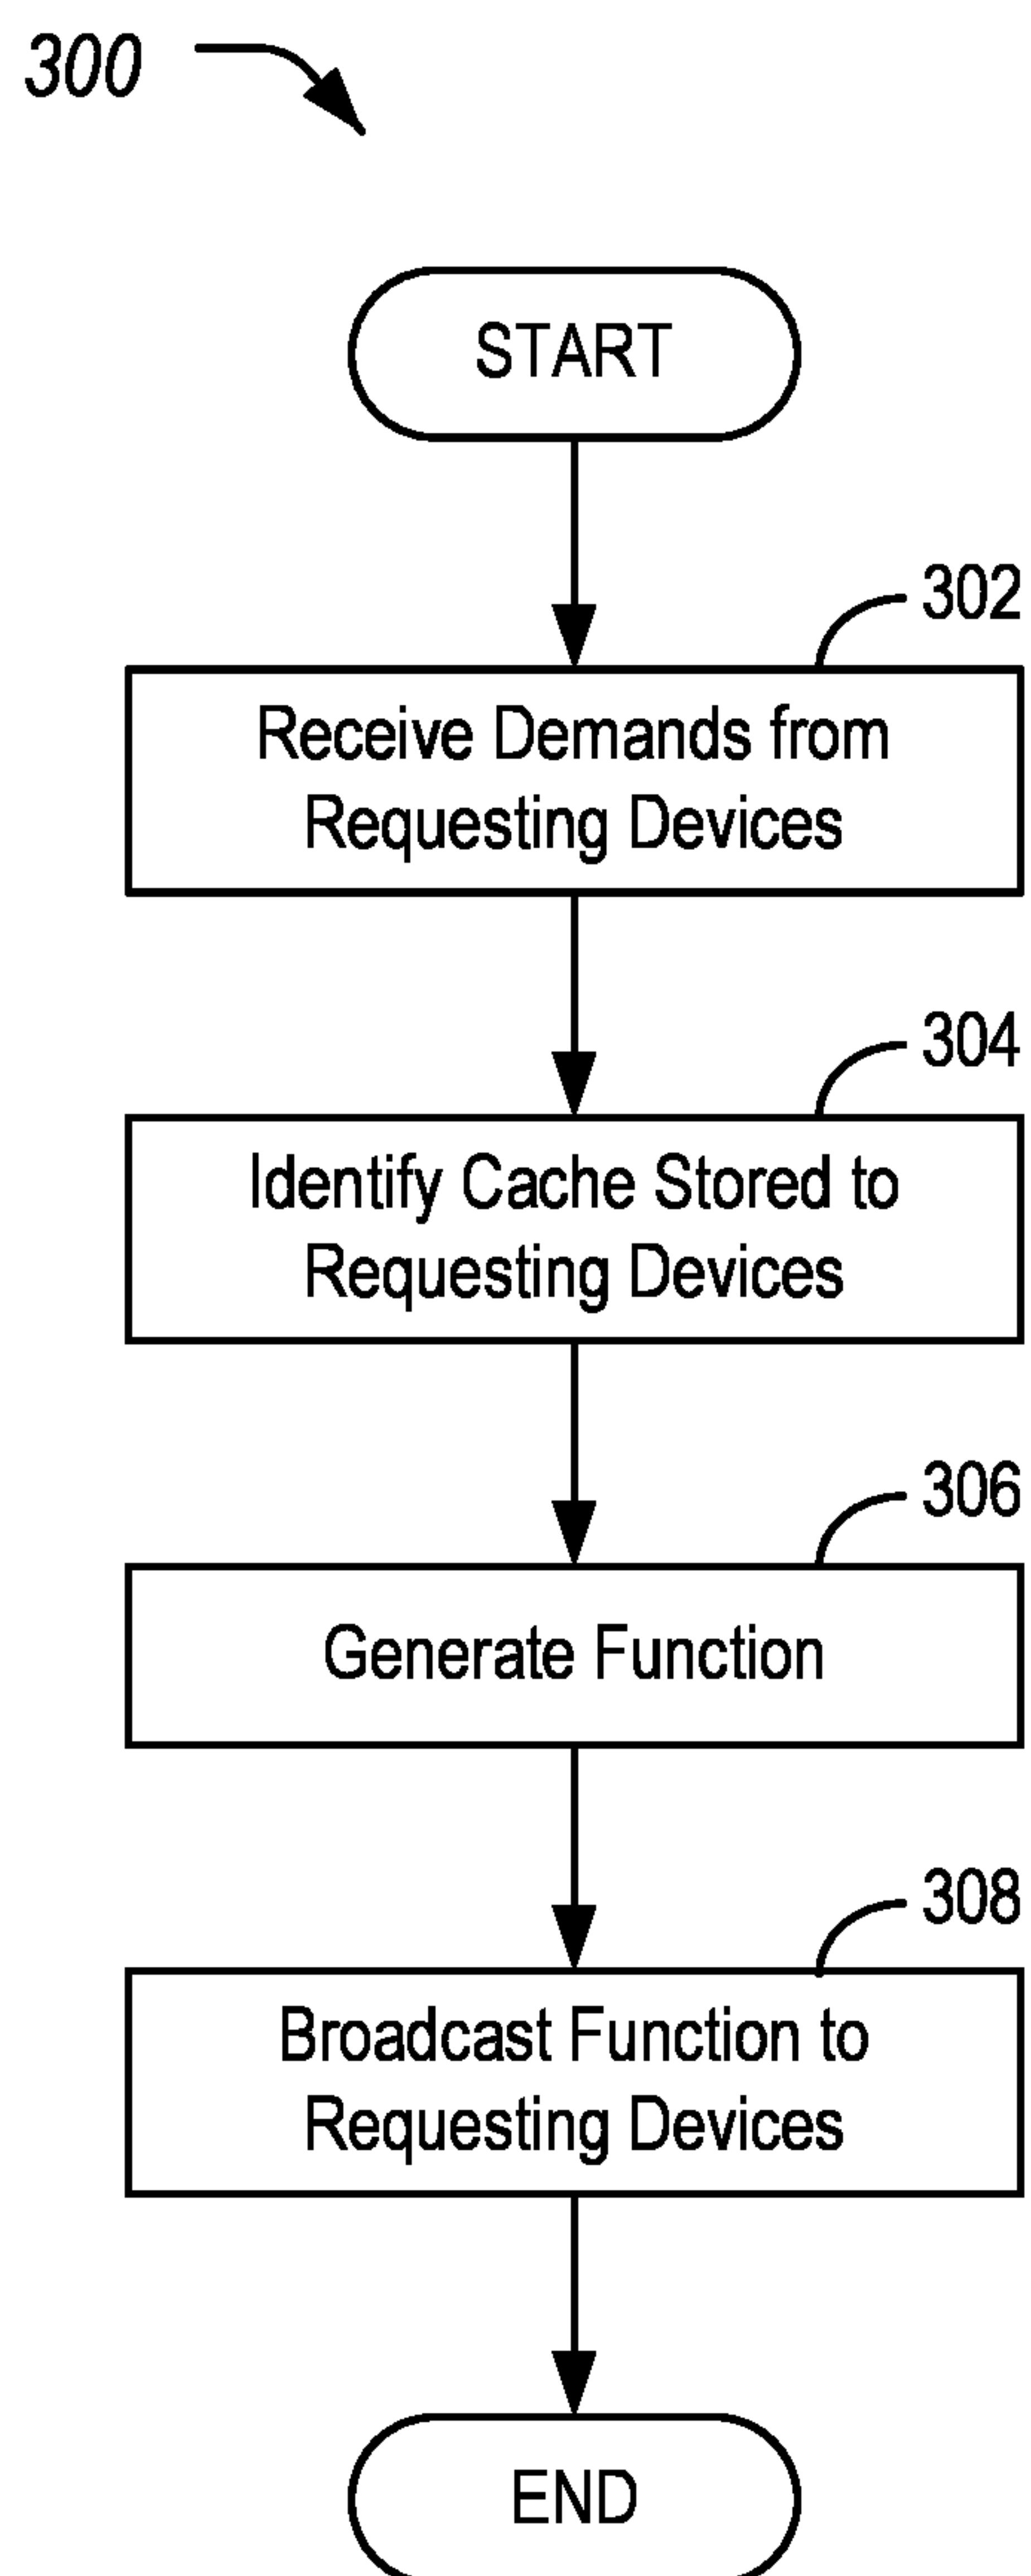 300
START
302
Receive Demands from
Requesting Devices
304
Identify Cache Stored to
Requesting Devices
306
Generate Function
308
Broadcast Function to
Requesting Devices
END